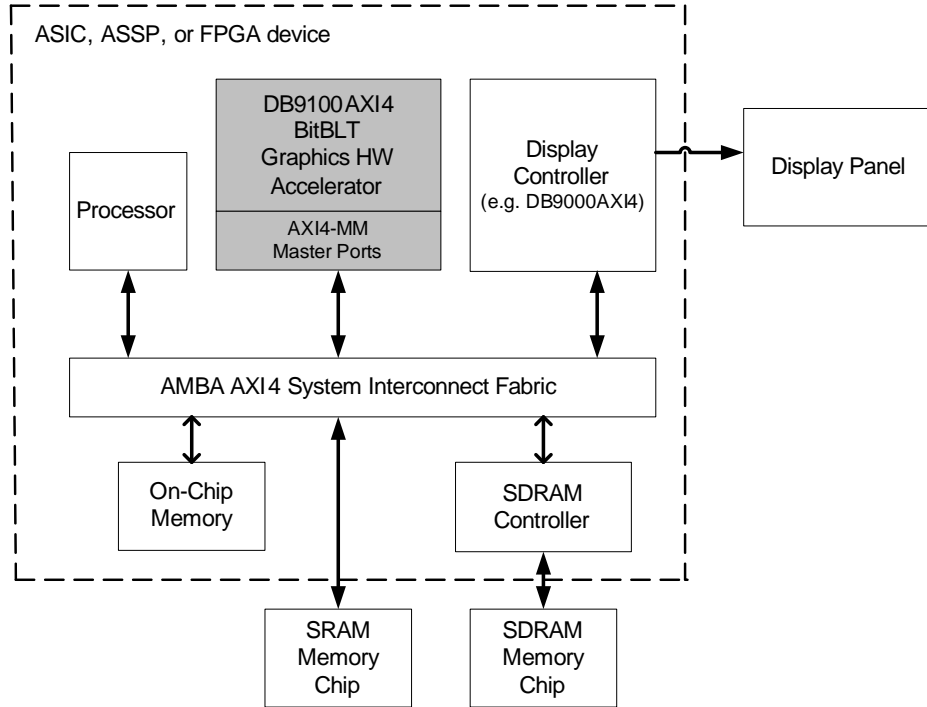 ASIC, ASSP, or FPGA device
DB9100AXI4
BitBLT
Graphics HW
Accelerator
AXI4-MM
Master Ports
Processor
Display
Controller
(e.g. DB9000AXI4)
Display Panel
AMBA AXI4 System Interconnect Fabric
On-Chip
Memory
SDRAM
Controller
SRAM
Memory
Chip
SDRAM
Memory
Chip